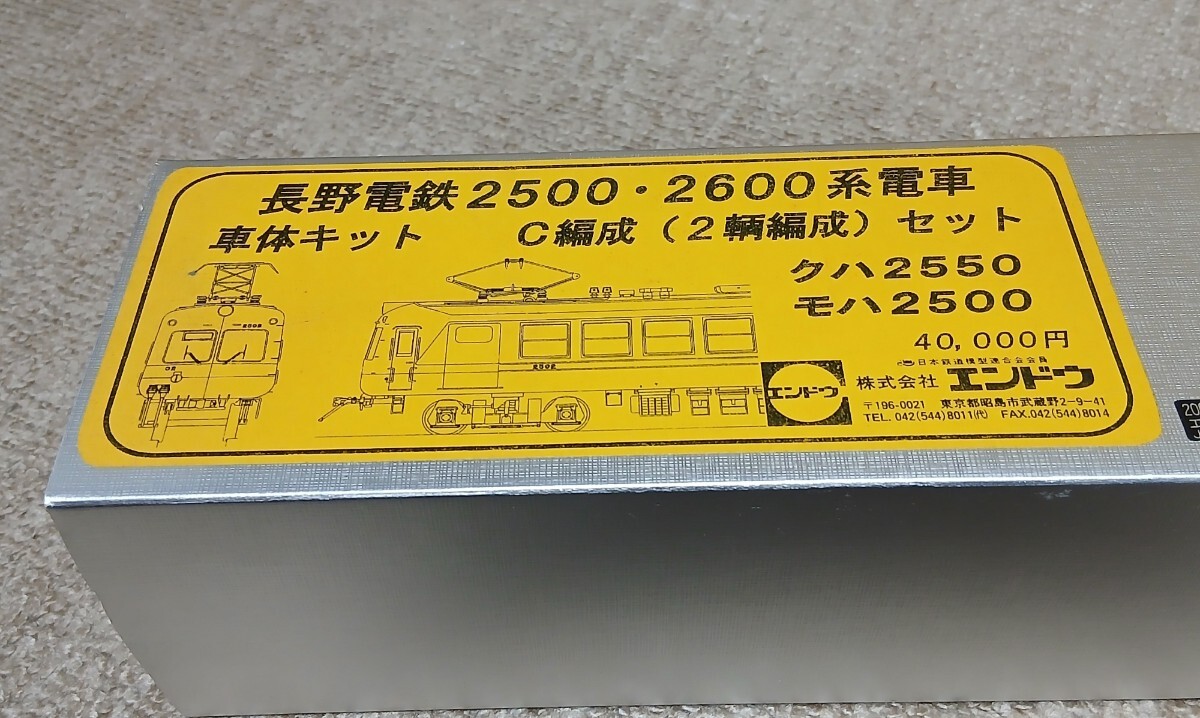 長野電鉄2500・2600系電車
車体キット C編成（2輌編成）セット
クハ2550
モハ2500
40,000円
日本鉄道模型連合会会員
株式会社 エンドウ
〒196-0021 東京都昭島市武蔵野2-9-41
TEL.042(544)8011(代) FAX.042(544)8014
エンドウ
2502